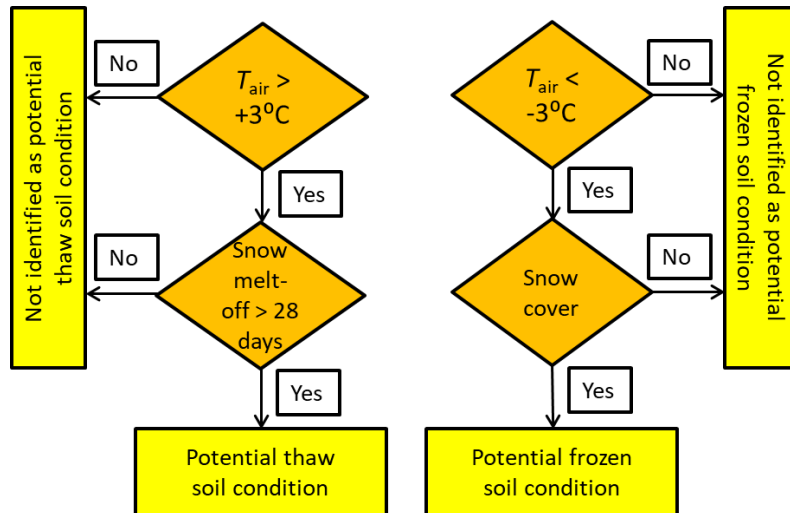 Not identified as potential
thaw soil condition
No
T air >
+3⁰C
Yes
No
Snow
melt-
off > 28
days
Yes
Potential thaw
soil condition
T air <
-3⁰C
No
Yes
Snow
cover
No
Yes
Potential frozen
soil condition
Not identified as potential
frozen soil condition